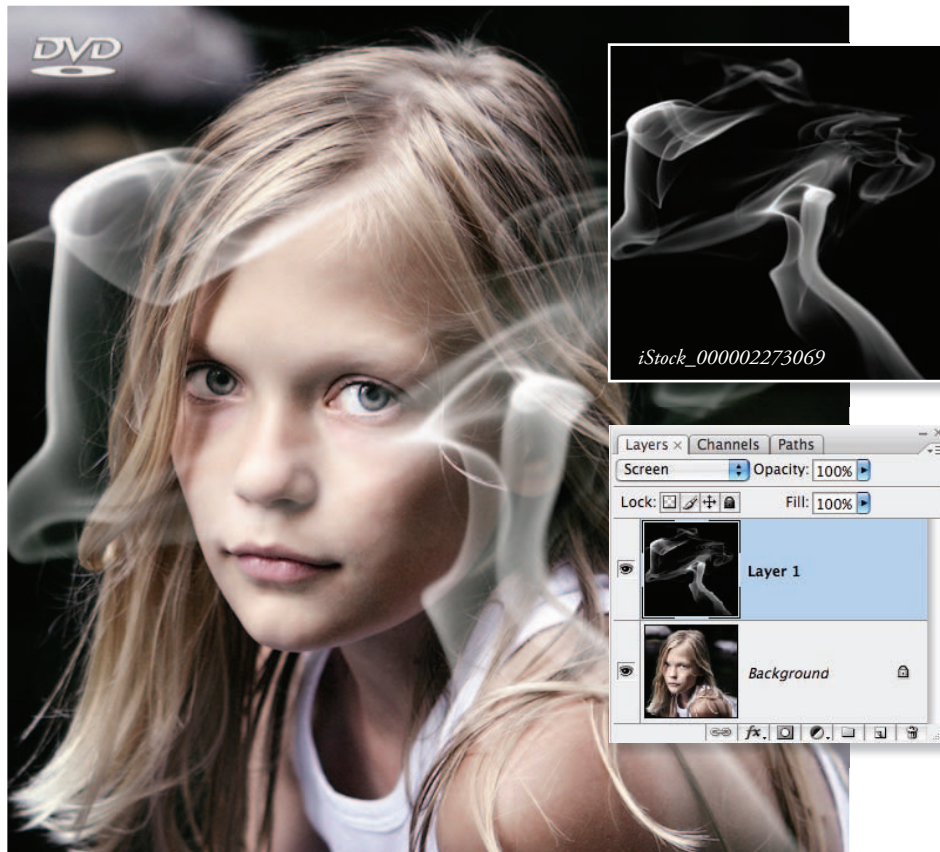 DVD
iStock_000002273069
Layers × Channels Paths
Screen Opacity: 100%
Lock: Fill: 100%
Layer 1
Background
fx